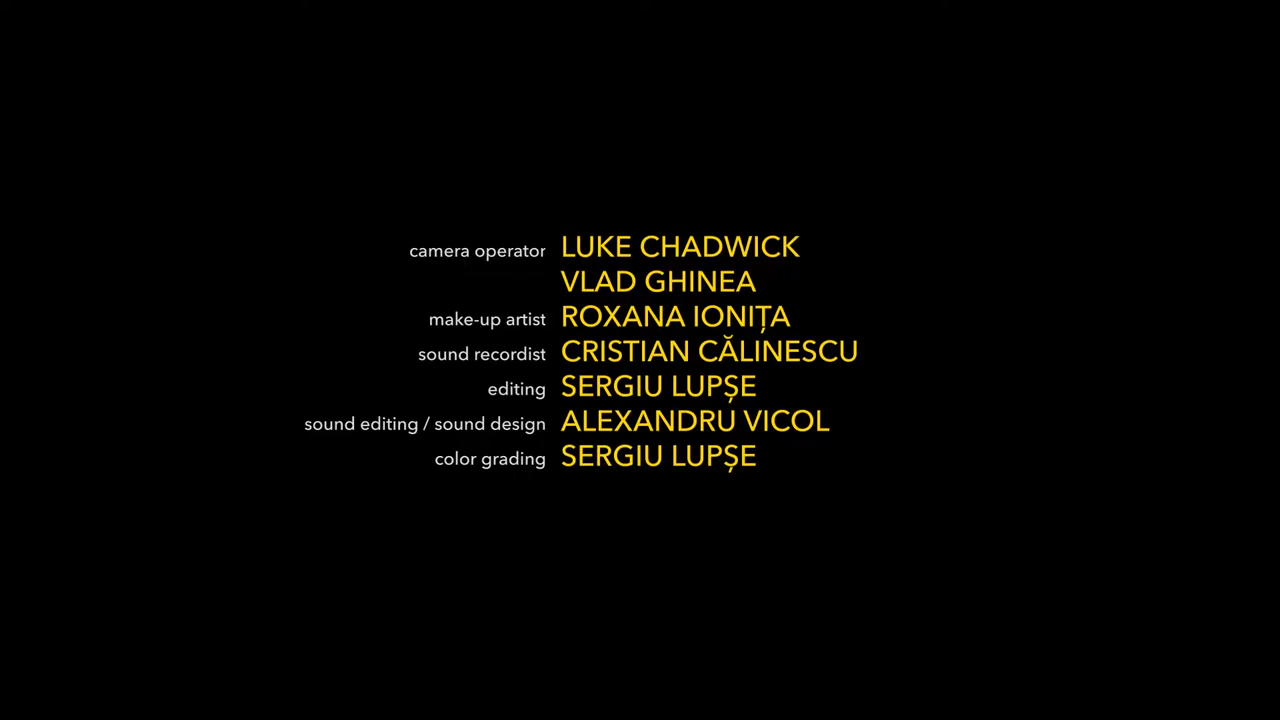 camera operator LUKE CHADWICK
VLAD GHINEA
make-up artist ROXANA IONIȚA
sound recordist CRISTIAN CĂLINESCU
editing SERGIU LUPȘE
sound editing / sound design ALEXANDRU VICOL
color grading SERGIU LUPȘE